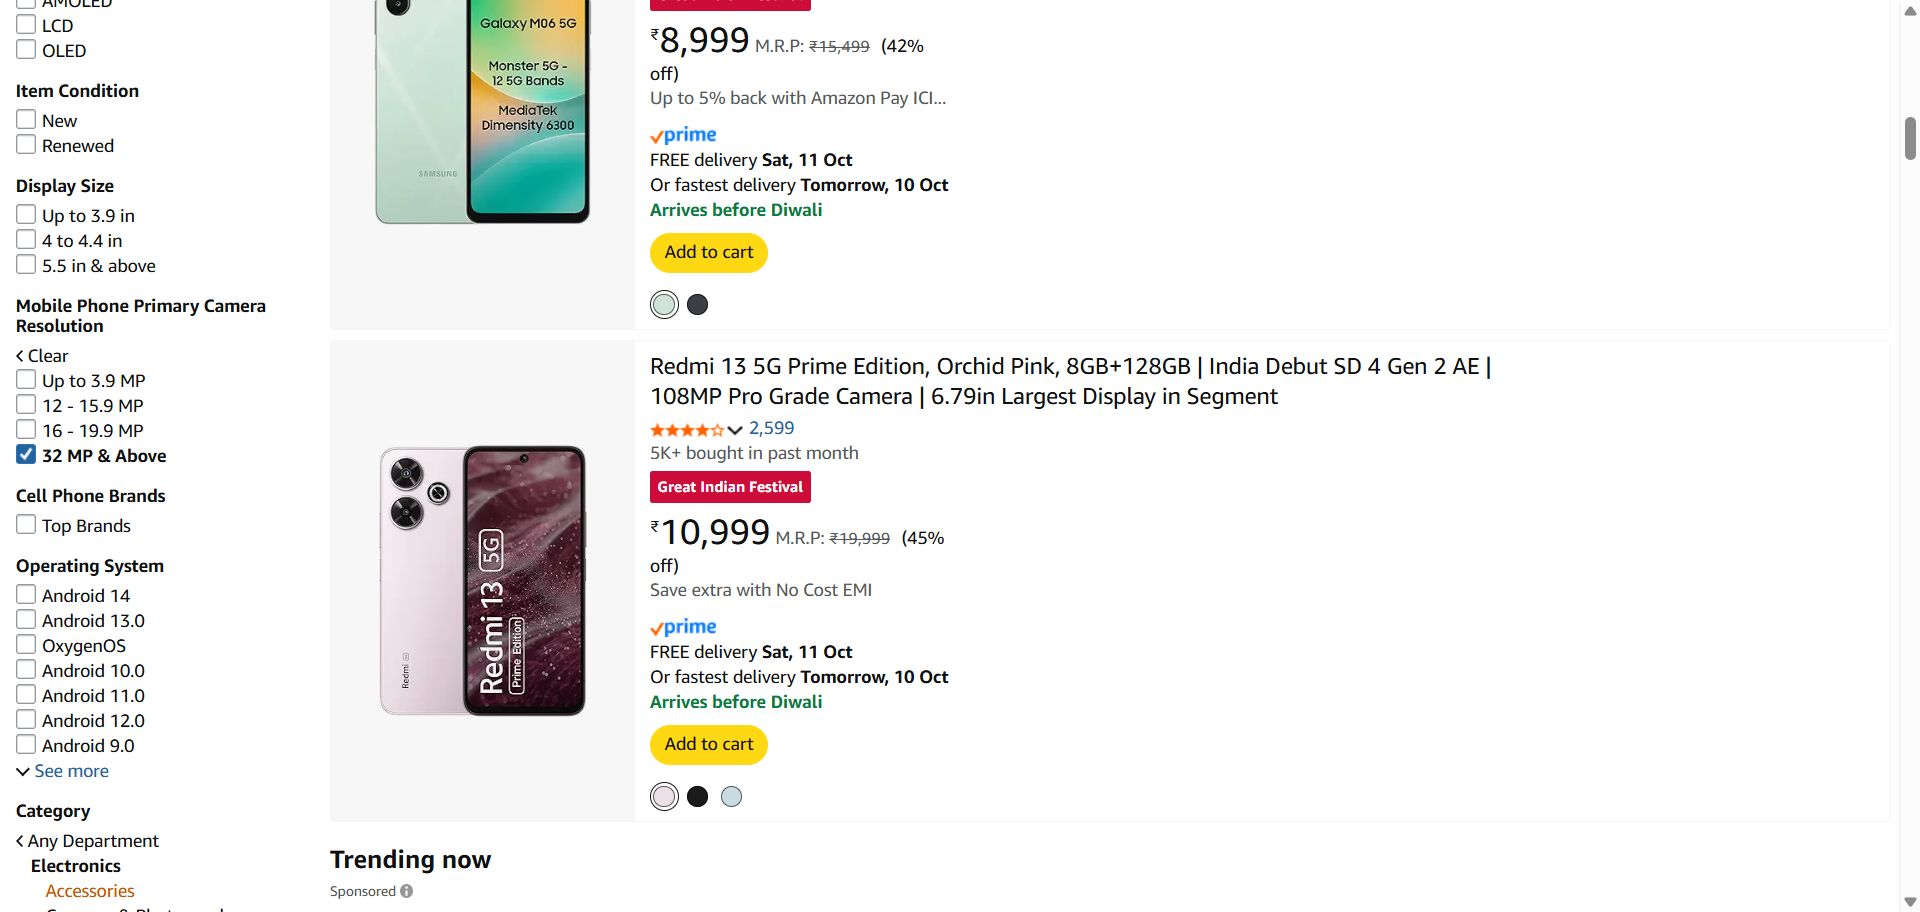 AMOLED
LCD
OLED
Item Condition
New
Renewed
Display Size
Up to 3.9 in
4 to 4.4 in
5.5 in & above
Mobile Phone Primary Camera
Resolution
Clear
Up to 3.9 MP
12 - 15.9 MP
16 - 19.9 MP
32 MP & Above
Cell Phone Brands
Top Brands
Operating System
Android 14
Android 13.0
OxygenOS
Android 10.0
Android 11.0
Android 12.0
Android 9.0
See more
Category
Any Department
Electronics
Accessories
Galaxy M06 5G
Monster 5G -
12 5G Bands
MediaTek
Dimensity 6300
SAMSUNG
₹8,999 M.R.P: ₹15,499 (42%
off)
Up to 5% back with Amazon Pay ICI...
prime
FREE delivery Sat, 11 Oct
Or fastest delivery Tomorrow, 10 Oct
Arrives before Diwali
Add to cart
Redmi 13 5G
Prime Edition
Redmi
Redmi 13 5G Prime Edition, Orchid Pink, 8GB+128GB | India Debut SD 4 Gen 2 AE |
108MP Pro Grade Camera | 6.79in Largest Display in Segment
2,599
5K+ bought in past month
Great Indian Festival
₹10,999 M.R.P: ₹19,999 (45%
off)
Save extra with No Cost EMI
prime
FREE delivery Sat, 11 Oct
Or fastest delivery Tomorrow, 10 Oct
Arrives before Diwali
Add to cart
Trending now
Sponsored